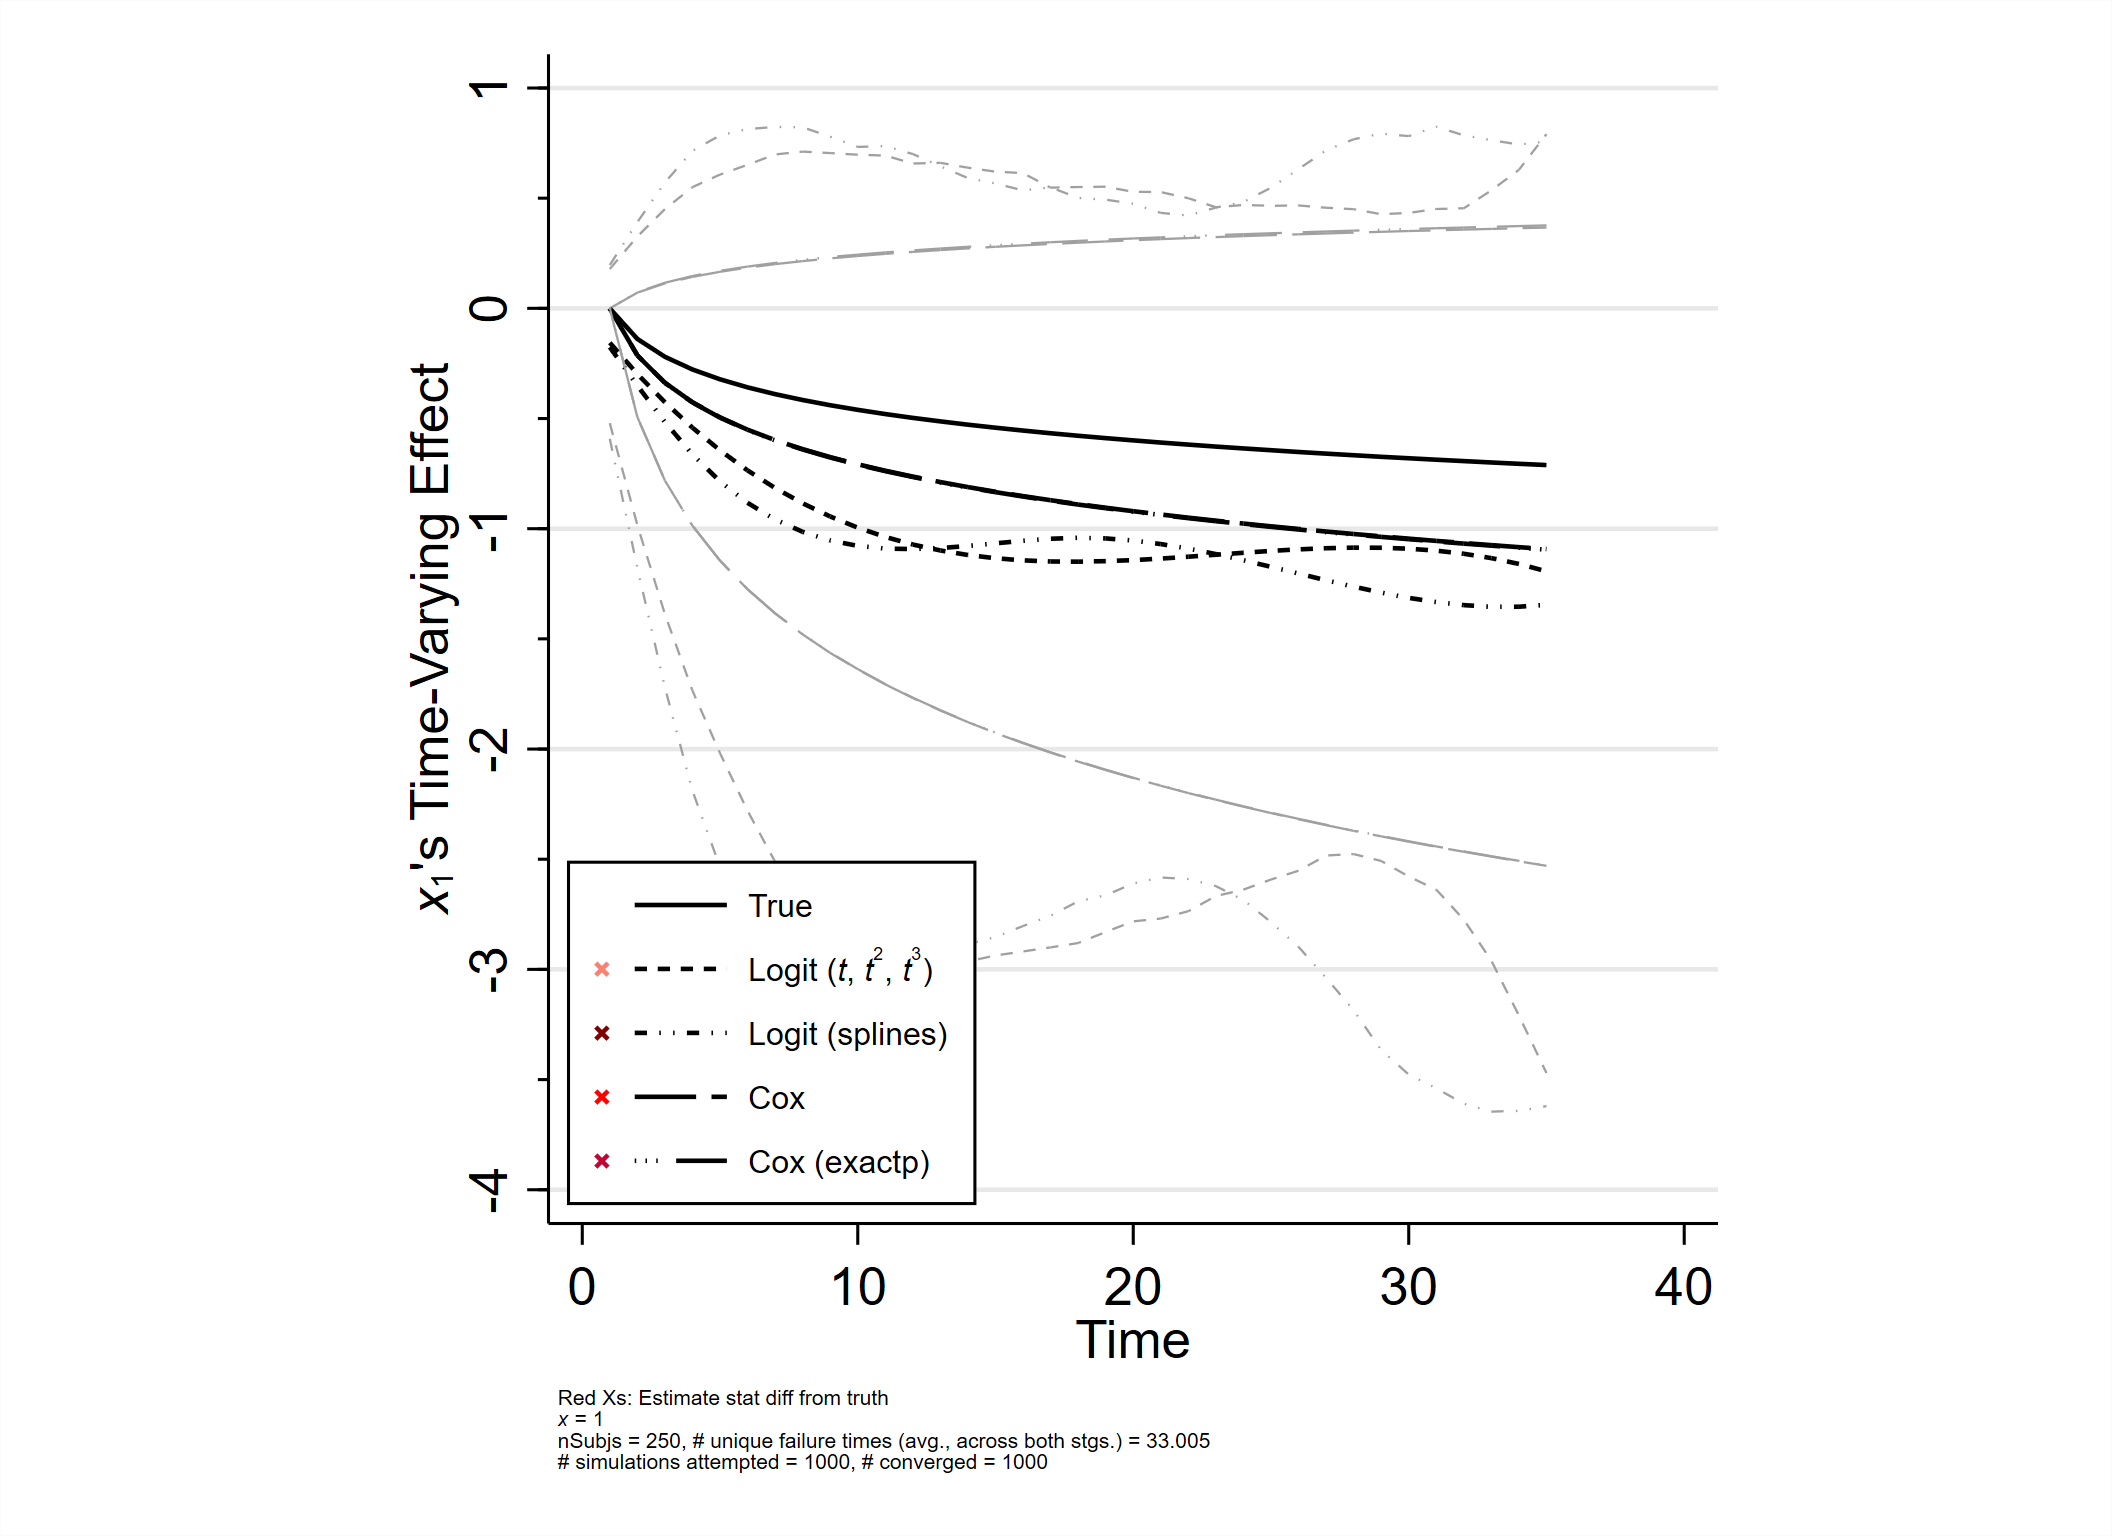 1
0
-1
-2
-3
-4
x₁'s Time-Varying Effect
True
Logit (t, t², t³)
Logit (splines)
Cox
Cox (exactp)
0 10 20 30 40
Time
Red Xs: Estimate stat diff from truth
x = 1
nSubjs = 250, # unique failure times (avg., across both stgs.) = 33.005
# simulations attempted = 1000, # converged = 1000